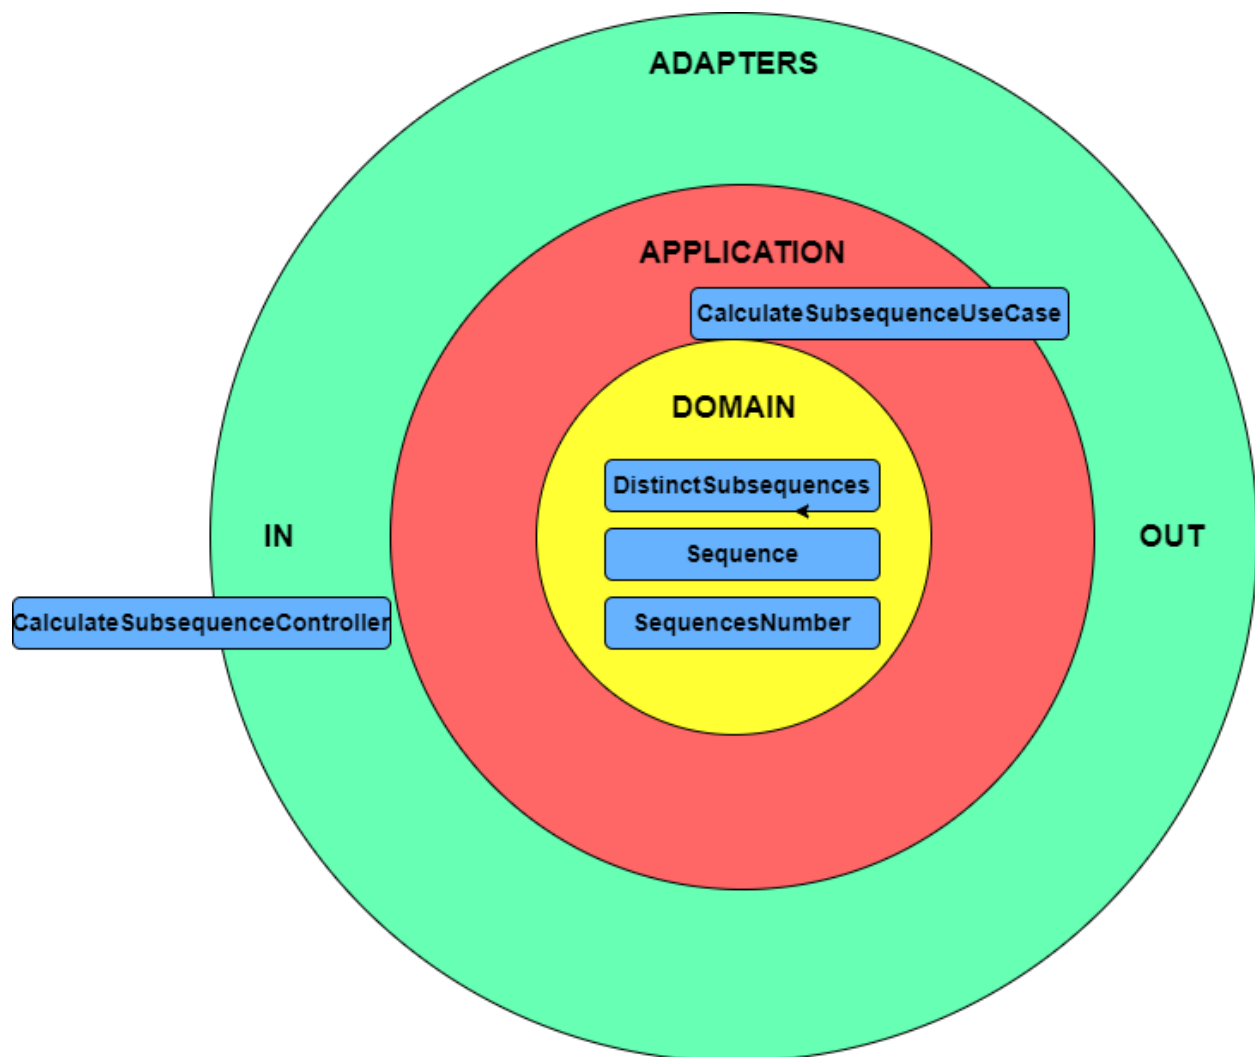 ADAPTERS
APPLICATION
CalculateSubsequenceUseCase
DOMAIN
DistinctSubsequences
IN
Sequence
OUT
CalculateSubsequenceController
SequencesNumber